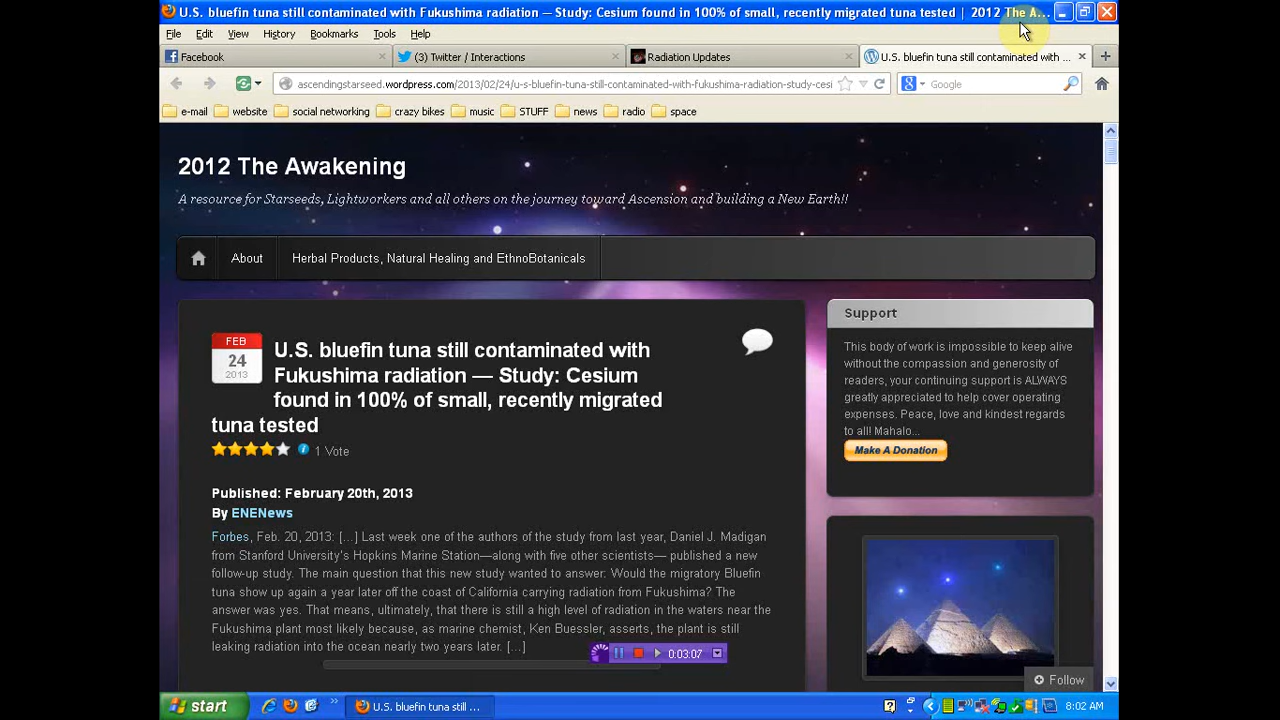 U.S. bluefin tuna still contaminated with Fukushima radiation — Study: Cesium found in 100% of small, recently migrated tuna tested | 2012 The A...
File Edit View History Bookmarks Tools Help
Facebook
(3) Twitter / Interactions
Radiation Updates
U.S. bluefin tuna still contaminated with ...
ascendingstarseed.wordpress.com/2013/02/24/u-s-bluefin-tuna-still-contaminated-with-fukushima-radiation-study-cesi
Google
e-mail website social networking crazy bikes music STUFF news radio space
2012 The Awakening
A resource for Starseeds, Lightworkers and all others on the journey toward Ascension and building a New Earth!!
About
Herbal Products, Natural Healing and EthnoBotanicals
FEB
24
2013
U.S. bluefin tuna still contaminated with
Fukushima radiation — Study: Cesium
found in 100% of small, recently migrated
tuna tested
1 Vote
Published: February 20th, 2013
By ENENews
Forbes, Feb. 20, 2013: [...] Last week one of the authors of the study from last year, Daniel J. Madigan
from Stanford University's Hopkins Marine Station—along with five other scientists— published a new
follow-up study. The main question that this new study wanted to answer: Would the migratory Bluefin
tuna show up again a year later off the coast of California carrying radiation from Fukushima? The
answer was yes. That means, ultimately, that there is still a high level of radiation in the waters near the
Fukushima plant most likely because, as marine chemist, Ken Buessler, asserts, the plant is still
leaking radiation into the ocean nearly two years later. [...]
Support
This body of work is impossible to keep alive
without the compassion and generosity of
readers, your continuing support is ALWAYS
greatly appreciated to help cover operating
expenses. Peace, love and kindest regards
to all! Mahalo...
Make A Donation
0:03:07
Follow
start
U.S. bluefin tuna still ...
8:02 AM